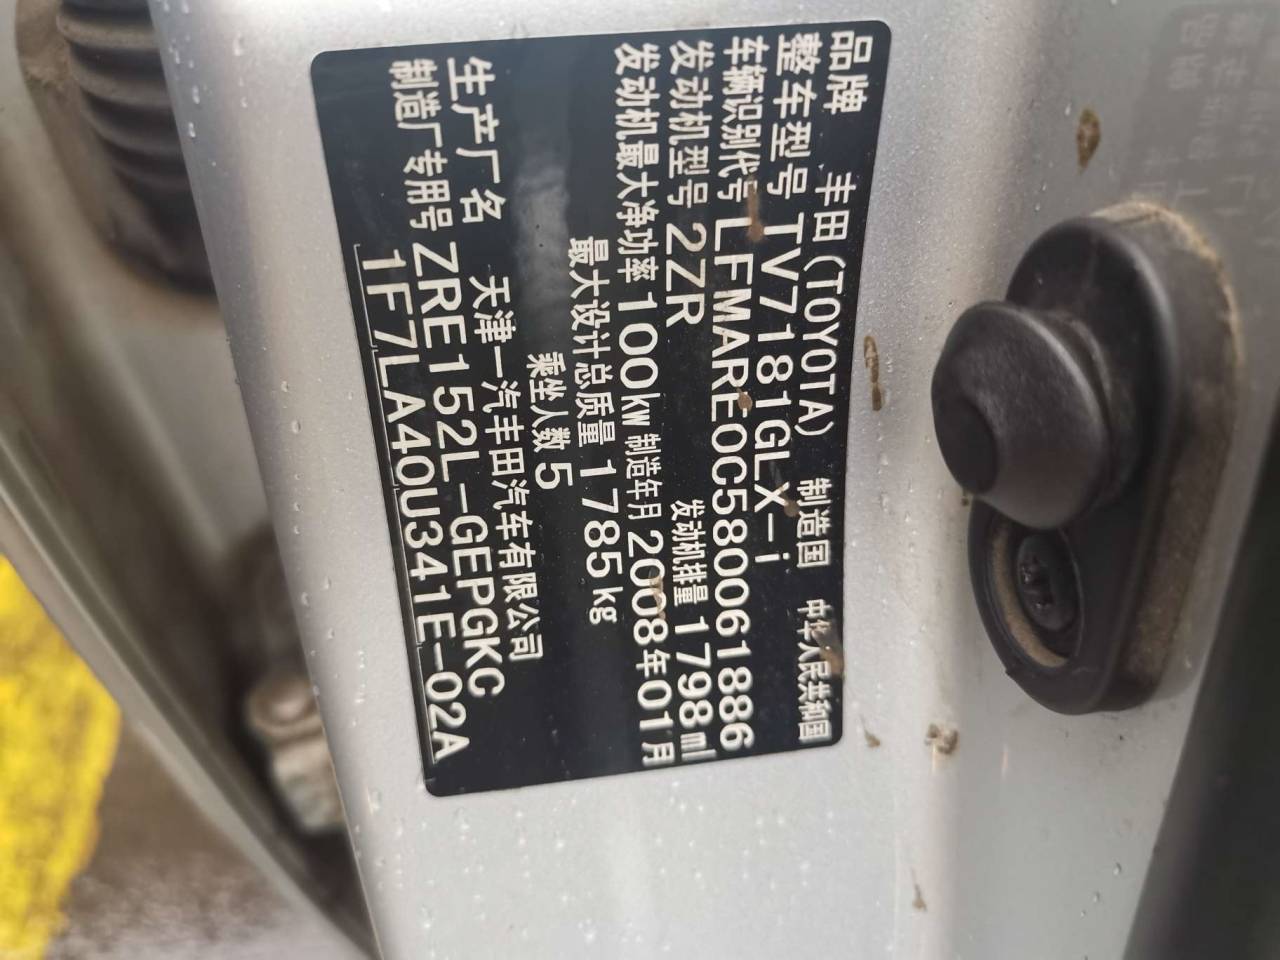 品牌 丰田(TOYOTA) 制造国 中华人民共和国
整车型号 TV7181GLX-i
车辆识别代号 LFMARE0C580061886
发动机型号 2ZR 发动机排量 1798ml
发动机最大净功率 100kW 制造年月 2008年01月
最大设计总质量 1785kg
乘坐人数 5
生产厂名 天津一汽丰田汽车有限公司
制造厂专用号 ZRE152L-GEPGKC
1F7LA40U341E-02A